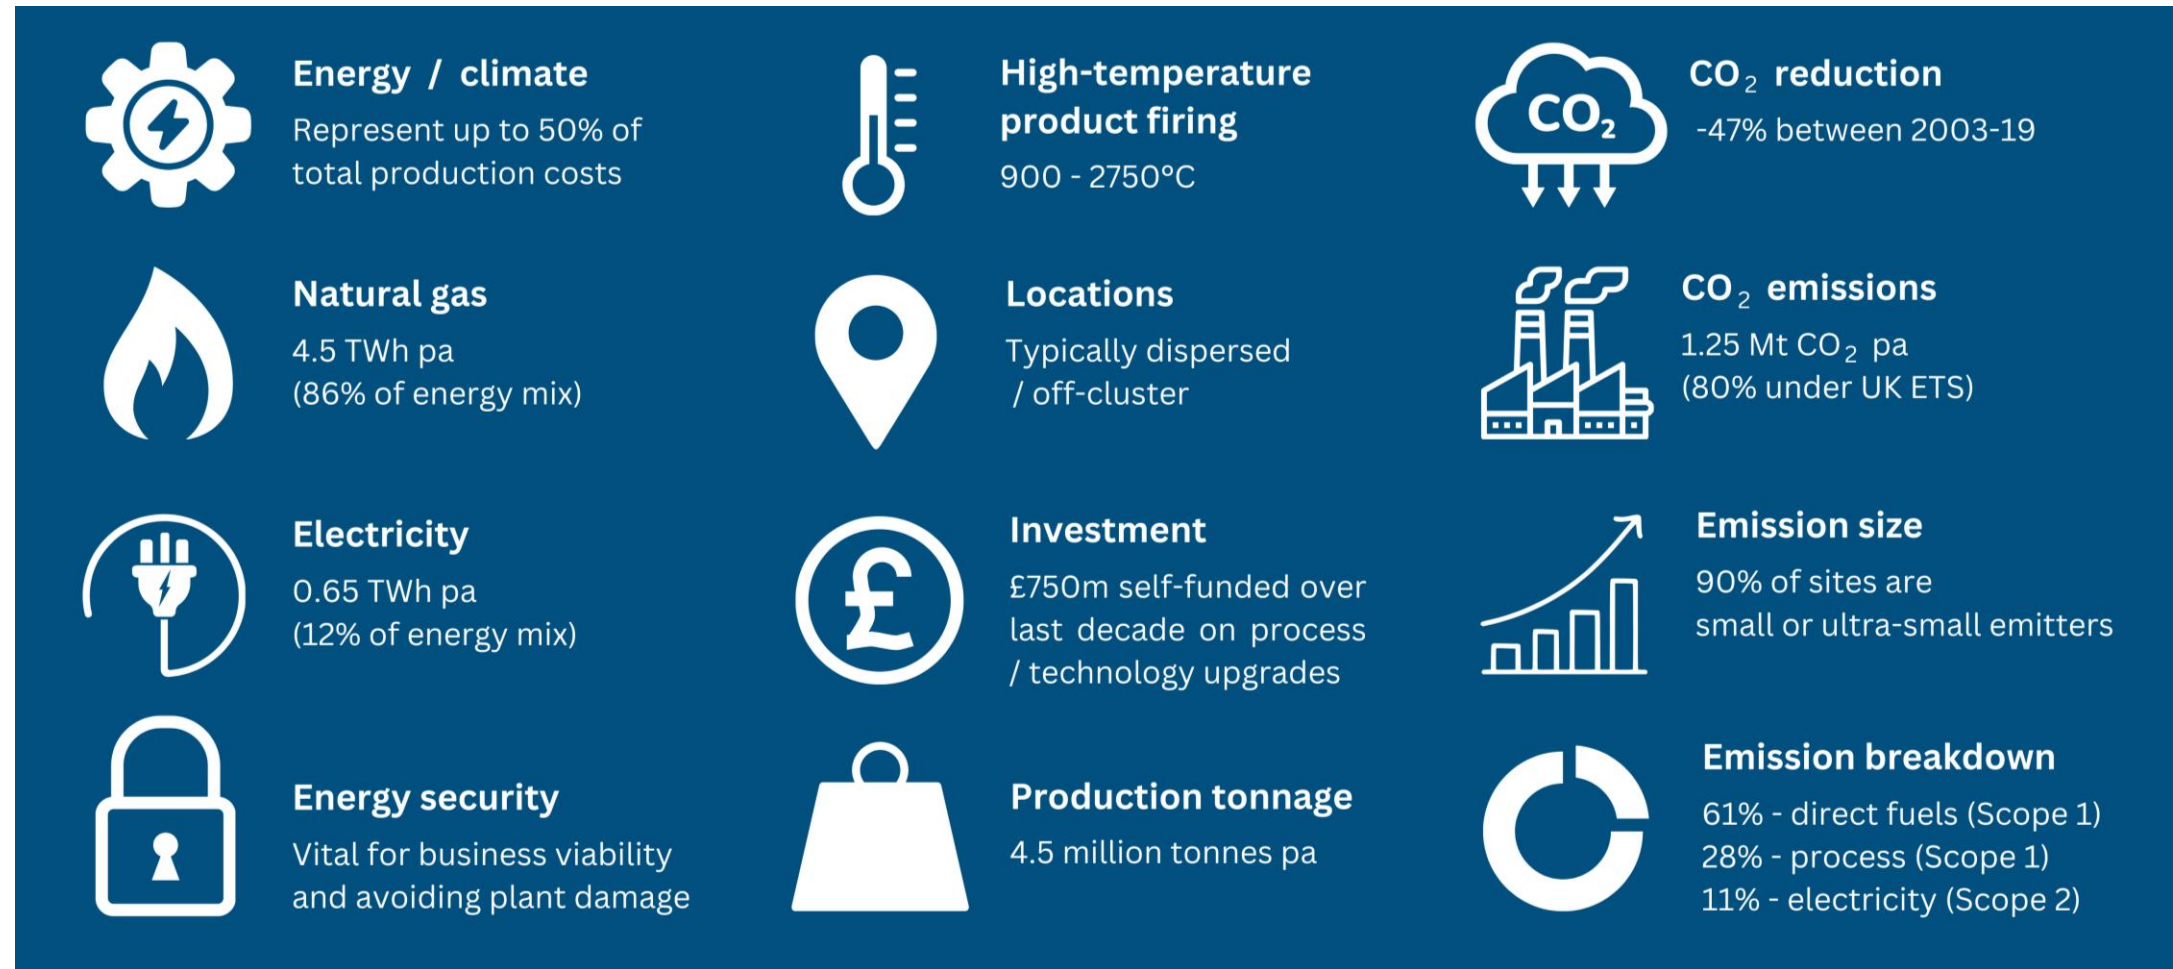 Energy / climate
Represent up to 50% of
total production costs
High-temperature
product firing
900 - 2750°C
CO₂
CO₂ reduction
-47% between 2003-19
Natural gas
4.5 TWh pa
(86% of energy mix)
Locations
Typically dispersed
/ off-cluster
CO₂ emissions
1.25 Mt CO₂ pa
(80% under UK ETS)
Electricity
0.65 TWh pa
(12% of energy mix)
£
Investment
£750m self-funded over
last decade on process
/ technology upgrades
Emission size
90% of sites are
small or ultra-small emitters
Energy security
Vital for business viability
and avoiding plant damage
Production tonnage
4.5 million tonnes pa
Emission breakdown
61% - direct fuels (Scope 1)
28% - process (Scope 1)
11% - electricity (Scope 2)